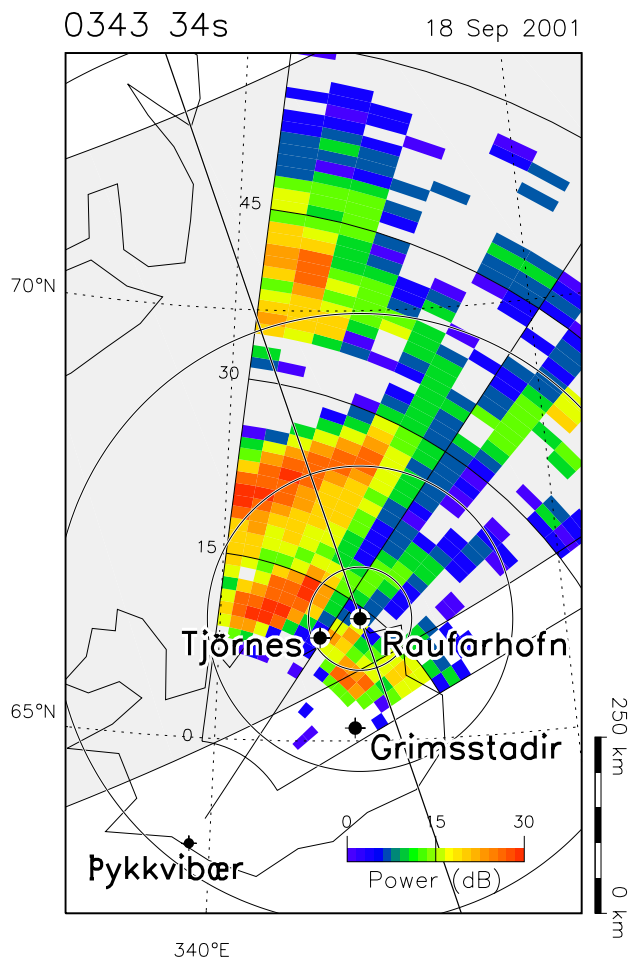 0343 34s
18 Sep 2001
45
70°N
30
15
Tjörnes
Raufarhofn
65°N
0
Grimsstadir
250 km
0 15 30
Power (dB)
Þykkvibær
0 km
340°E